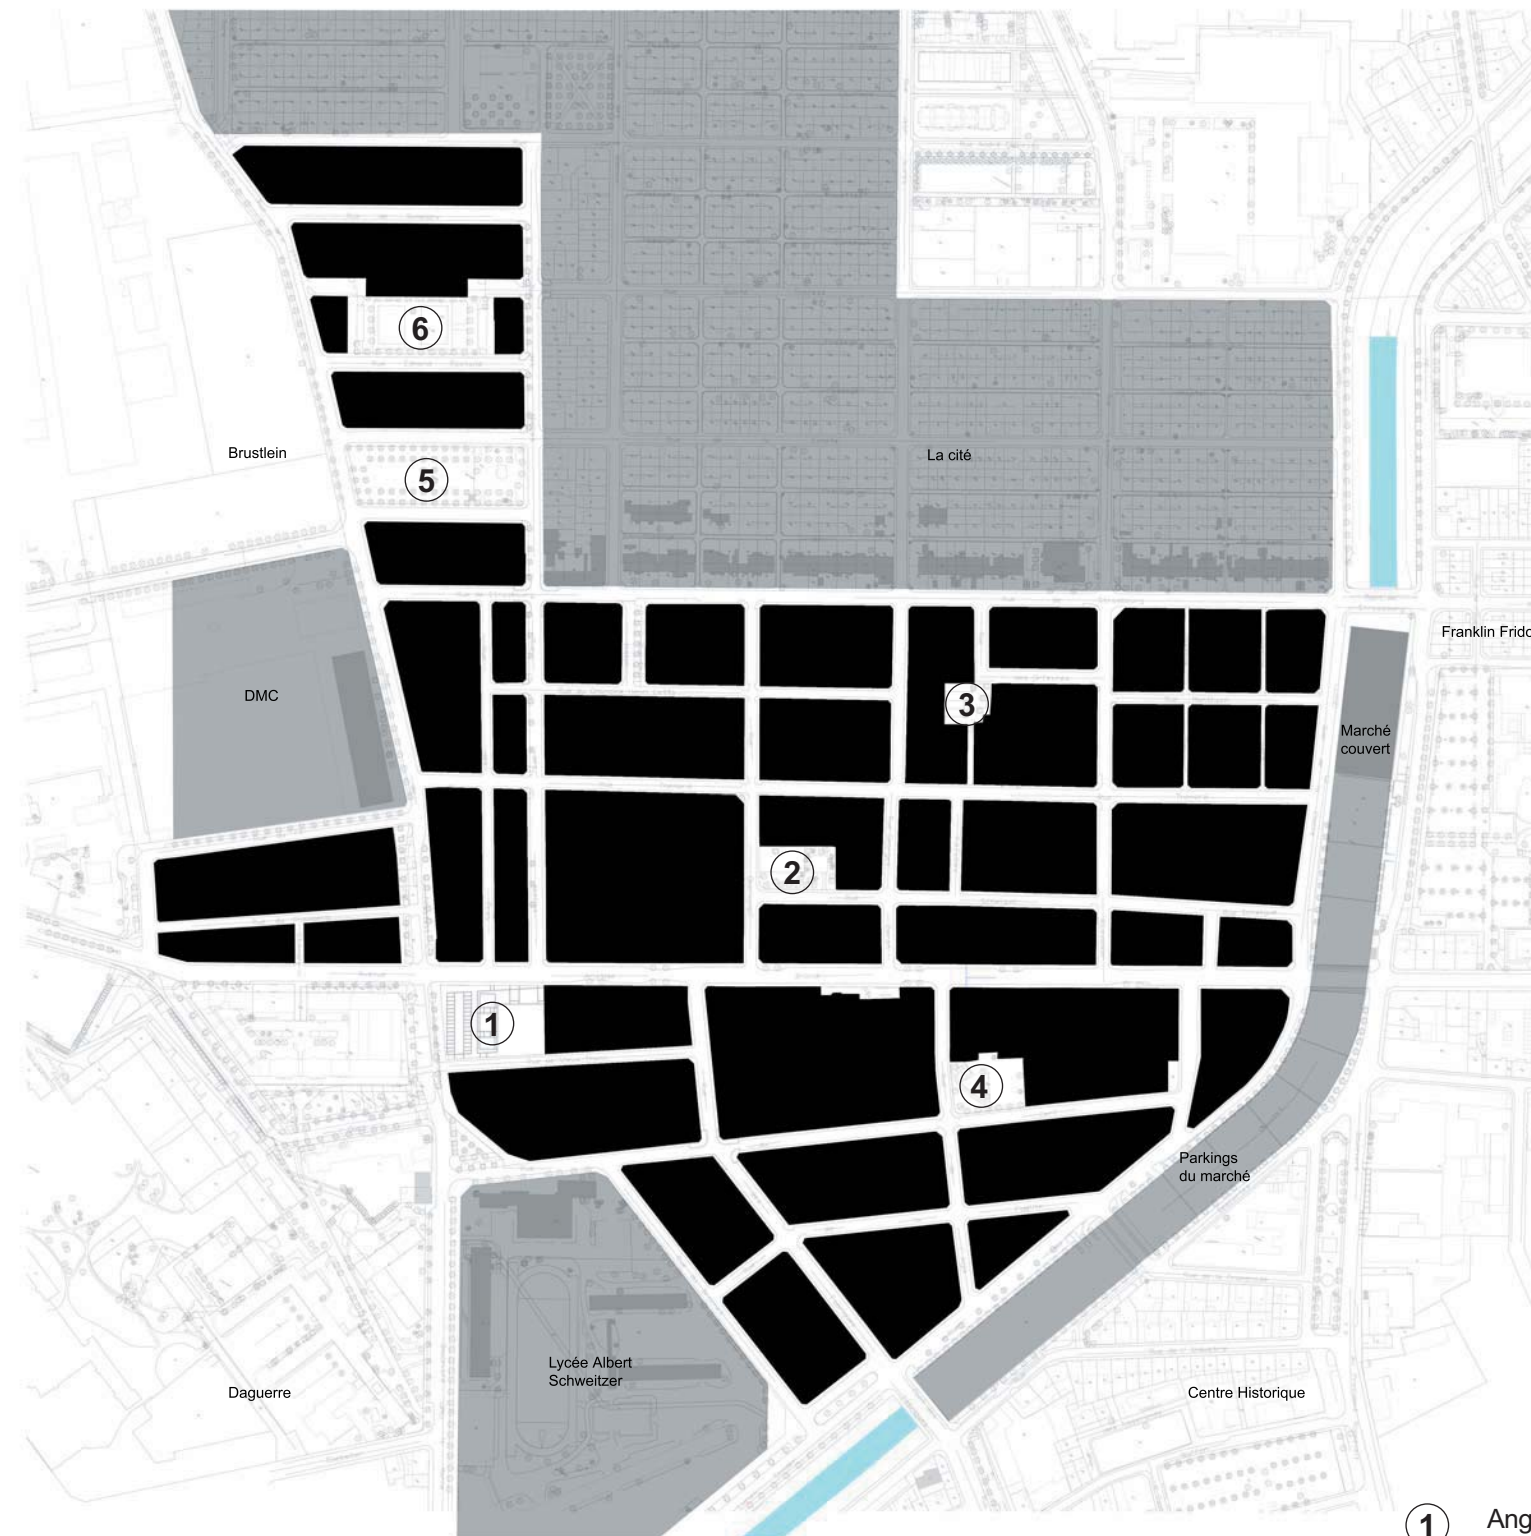 6
Brustlein
La cité
5
Franklin Frido
DMC
3
Marché
couvert
2
1
4
Parkings
du marché
Lycée Albert
Schweitzer
Daguerre
Centre Historique
1 Ang